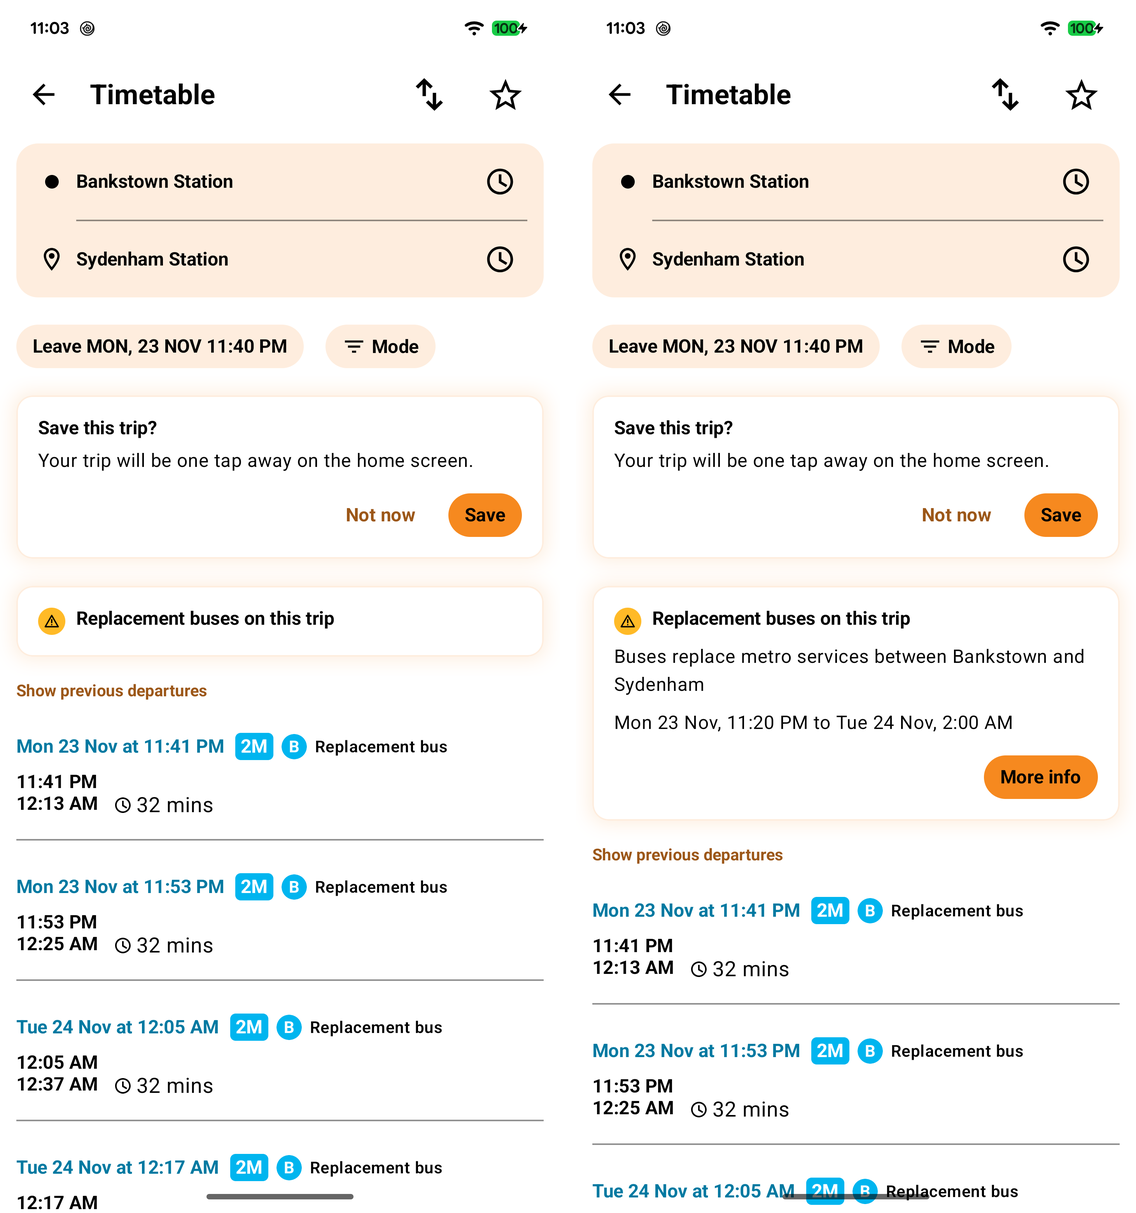 11:03
100
Timetable
Bankstown Station
Sydenham Station
Leave MON, 23 NOV 11:40 PM
Mode
Save this trip?
Your trip will be one tap away on the home screen.
Not now
Save
Replacement buses on this trip
Show previous departures
Mon 23 Nov at 11:41 PM 2M B Replacement bus
11:41 PM
12:13 AM 32 mins
Mon 23 Nov at 11:53 PM 2M B Replacement bus
11:53 PM
12:25 AM 32 mins
Tue 24 Nov at 12:05 AM 2M B Replacement bus
12:05 AM
12:37 AM 32 mins
Tue 24 Nov at 12:17 AM 2M B Replacement bus
12:17 AM
11:03
100
Timetable
Bankstown Station
Sydenham Station
Leave MON, 23 NOV 11:40 PM
Mode
Save this trip?
Your trip will be one tap away on the home screen.
Not now
Save
Replacement buses on this trip
Buses replace metro services between Bankstown and
Sydenham
Mon 23 Nov, 11:20 PM to Tue 24 Nov, 2:00 AM
More info
Show previous departures
Mon 23 Nov at 11:41 PM 2M B Replacement bus
11:41 PM
12:13 AM 32 mins
Mon 23 Nov at 11:53 PM 2M B Replacement bus
11:53 PM
12:25 AM 32 mins
Tue 24 Nov at 12:05 AM 2M B Replacement bus